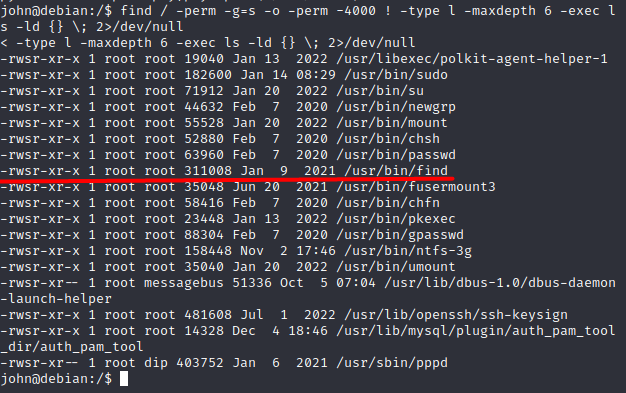 john@debian:/$ find / -perm -g=s -o -perm -4000 ! -type l -maxdepth 6 -exec l
s -ld {} \; 2>/dev/null
< -type l -maxdepth 6 -exec ls -ld {} \; 2>/dev/null
-rwsr-xr-x 1 root root 19040 Jan 13  2022 /usr/libexec/polkit-agent-helper-1
-rwsr-xr-x 1 root root 182600 Jan 14 08:29 /usr/bin/sudo
-rwsr-xr-x 1 root root 71912 Jan 20  2022 /usr/bin/su
-rwsr-xr-x 1 root root 44632 Feb  7  2020 /usr/bin/newgrp
-rwsr-xr-x 1 root root 55528 Jan 20  2022 /usr/bin/mount
-rwsr-xr-x 1 root root 52880 Feb  7  2020 /usr/bin/chsh
-rwsr-xr-x 1 root root 63960 Feb  7  2020 /usr/bin/passwd
-rwsr-xr-x 1 root root 311008 Jan  9  2021 /usr/bin/find
-rwsr-xr-x 1 root root 35048 Jun 20  2021 /usr/bin/fusermount3
-rwsr-xr-x 1 root root 58416 Feb  7  2020 /usr/bin/chfn
-rwsr-xr-x 1 root root 23448 Jan 13  2022 /usr/bin/pkexec
-rwsr-xr-x 1 root root 88304 Feb  7  2020 /usr/bin/gpasswd
-rwsr-xr-x 1 root root 158448 Nov  2 17:46 /usr/bin/ntfs-3g
-rwsr-xr-x 1 root root 35040 Jan 20  2022 /usr/bin/umount
-rwsr-xr-- 1 root messagebus 51336 Oct  5 07:04 /usr/lib/dbus-1.0/dbus-daemon
-launch-helper
-rwsr-xr-x 1 root root 481608 Jul  1  2022 /usr/lib/openssh/ssh-keysign
-rwsr-xr-x 1 root root 14328 Dec  4 18:46 /usr/lib/mysql/plugin/auth_pam_tool
_dir/auth_pam_tool
-rwsr-xr-- 1 root dip 403752 Jan  6  2021 /usr/sbin/pppd
john@debian:/$